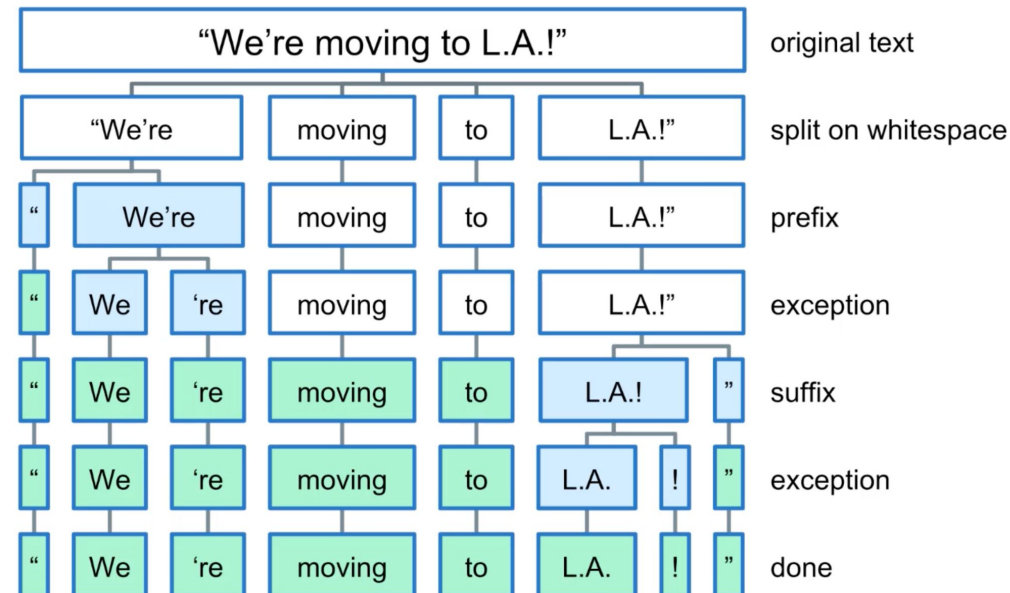 “We’re moving to L.A.!” original text
“We’re moving to L.A.!” split on whitespace
“ We’re moving to L.A.!” prefix
“ We ‘re moving to L.A.!” exception
“ We ‘re moving to L.A.! ” suffix
“ We ‘re moving to L.A. ! ” exception
“ We ‘re moving to L.A. ! ” done